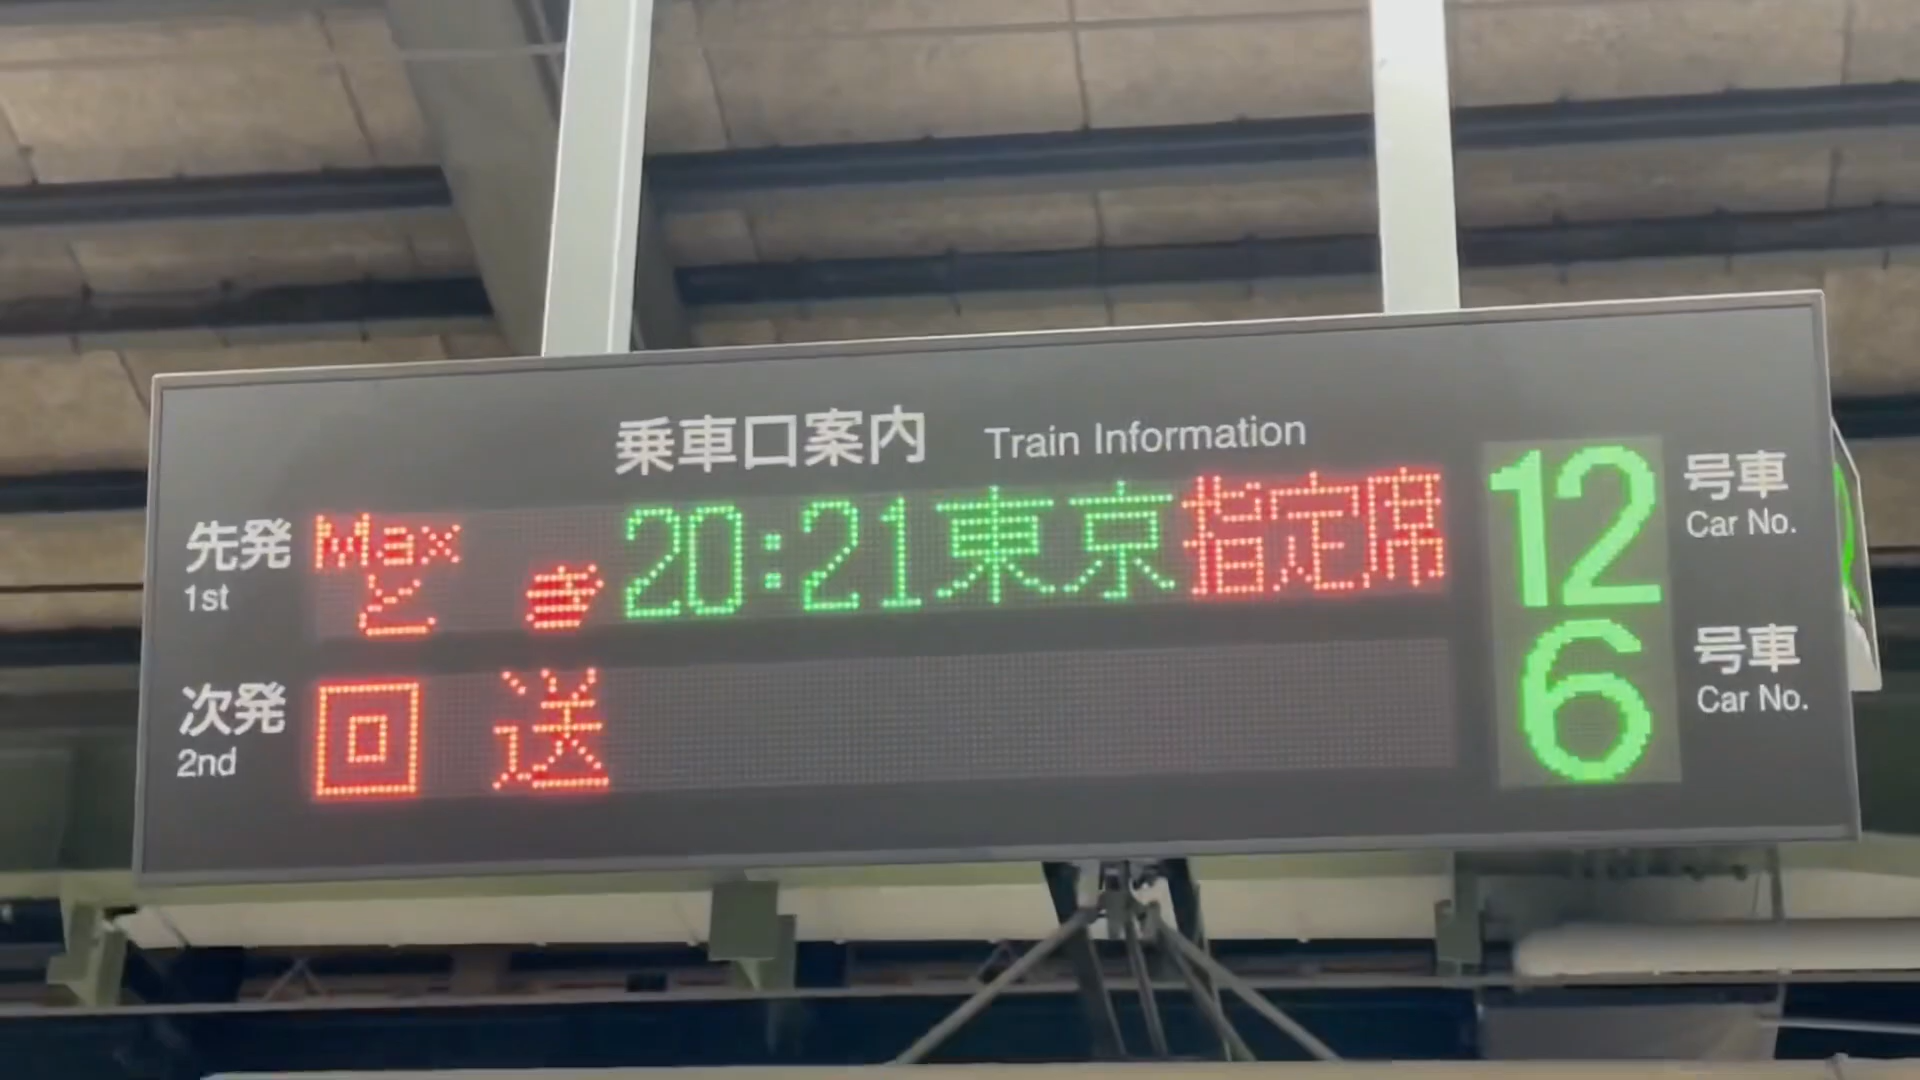 乗車口案内 Train Information
先発 Max とき 20:21 東京 指定席 12 号車
1st Car No.
次発 回送 6 号車
2nd Car No.